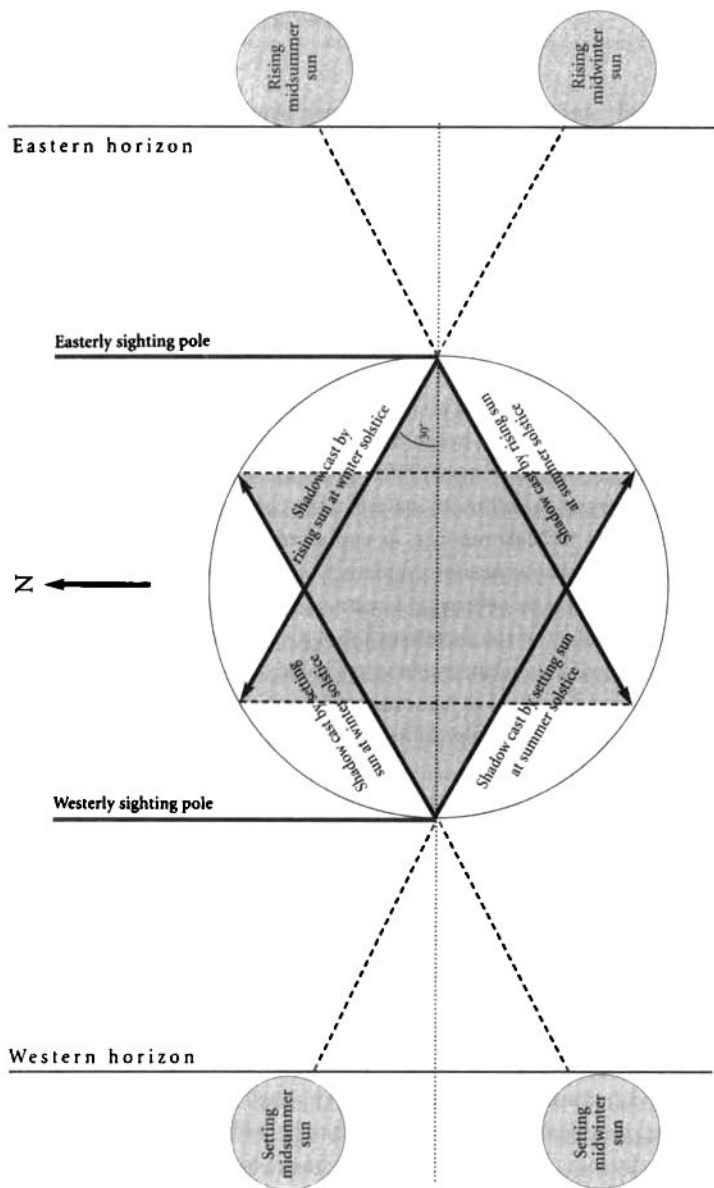 Rising
midsummer
sun
Rising
midwinter
sun
Eastern horizon
Easterly sighting pole
Shadow cast by
rising sun at winter solstice
30°
Shadow cast by rising sun
at summer solstice
N
Shadow cast by setting
sun at winter solstice
Shadow cast by setting sun
at summer solstice
Westerly sighting pole
Western horizon
Setting
midsummer
sun
Setting
midwinter
sun